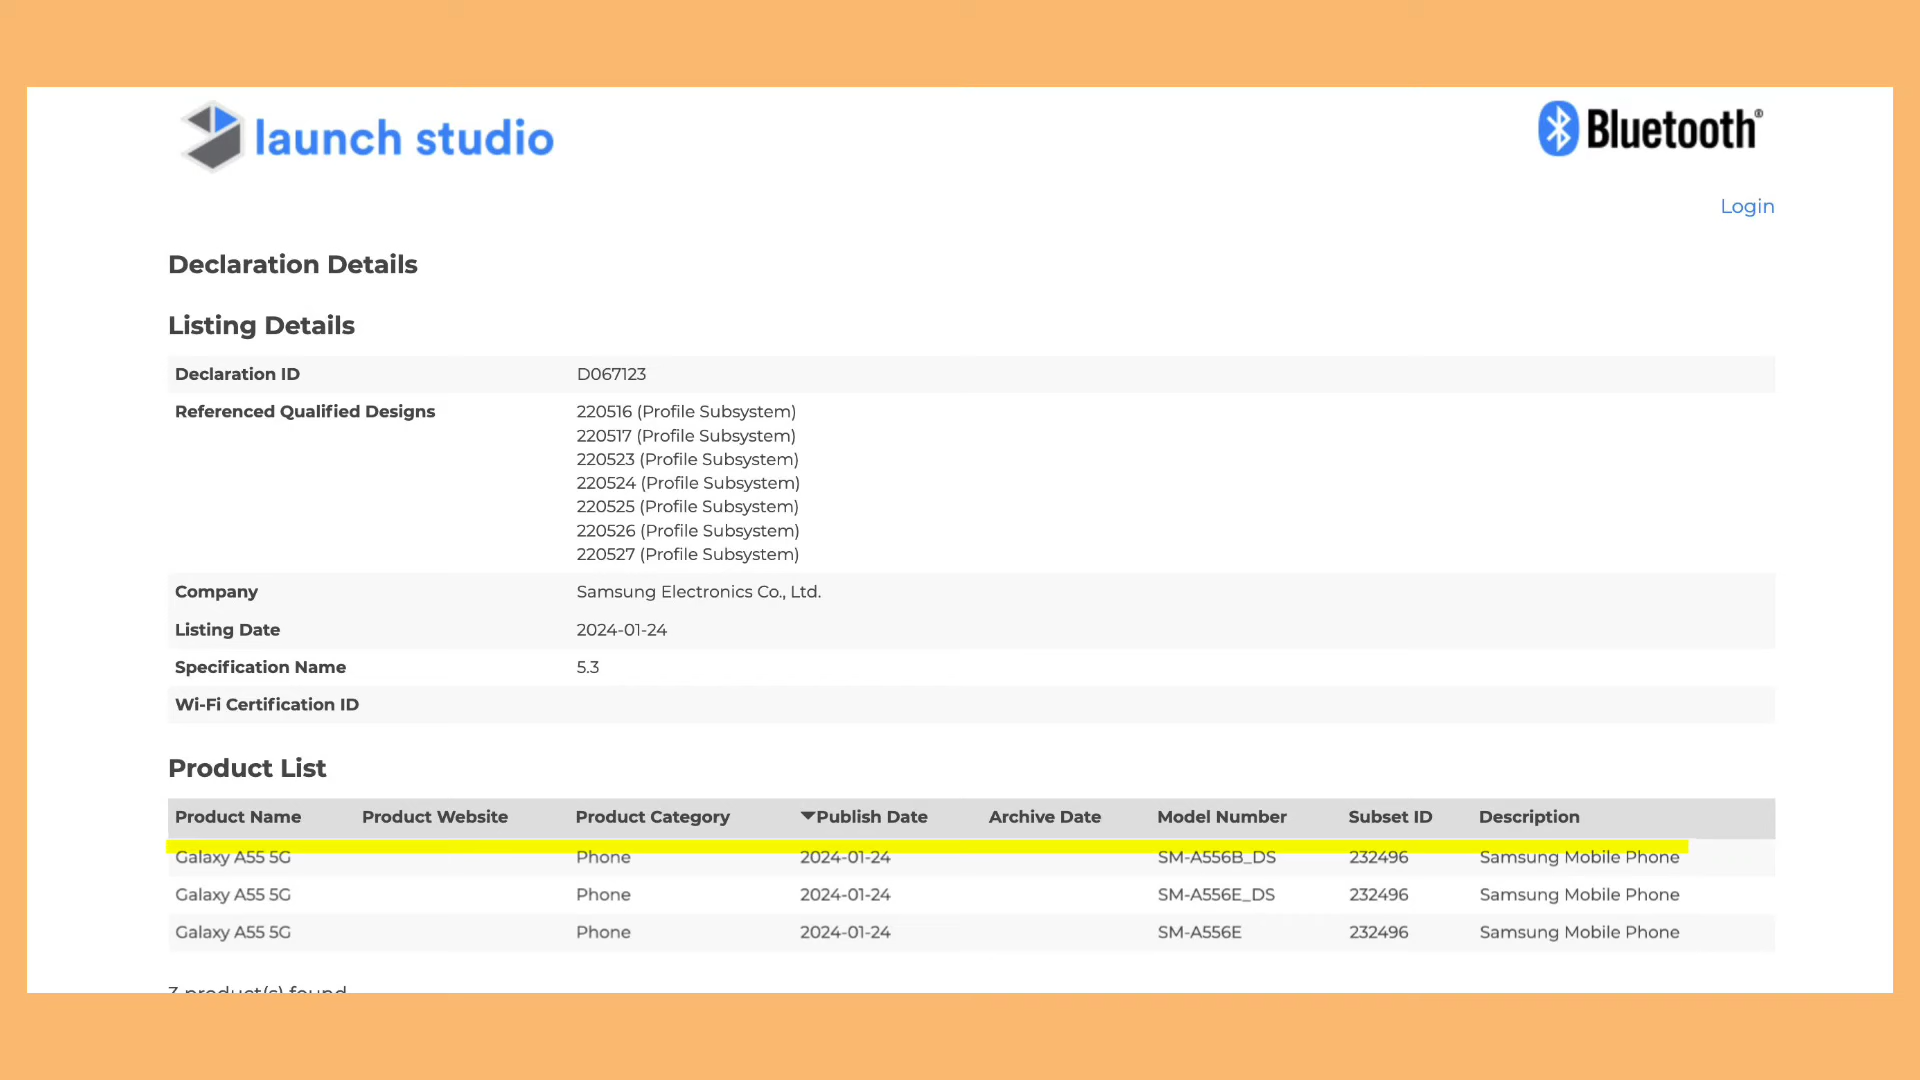 launch studio
Bluetooth®
Login
Declaration Details
Listing Details
Declaration ID D067123
Referenced Qualified Designs 220516 (Profile Subsystem)
220517 (Profile Subsystem)
220523 (Profile Subsystem)
220524 (Profile Subsystem)
220525 (Profile Subsystem)
220526 (Profile Subsystem)
220527 (Profile Subsystem)
Company Samsung Electronics Co., Ltd.
Listing Date 2024-01-24
Specification Name 5.3
Wi-Fi Certification ID
Product List
Product Name Product Website Product Category Publish Date Archive Date Model Number Subset ID Description
Galaxy A55 5G Phone 2024-01-24 SM-A556B_DS 232496 Samsung Mobile Phone
Galaxy A55 5G Phone 2024-01-24 SM-A556E_DS 232496 Samsung Mobile Phone
Galaxy A55 5G Phone 2024-01-24 SM-A556E 232496 Samsung Mobile Phone
3 product(s) found